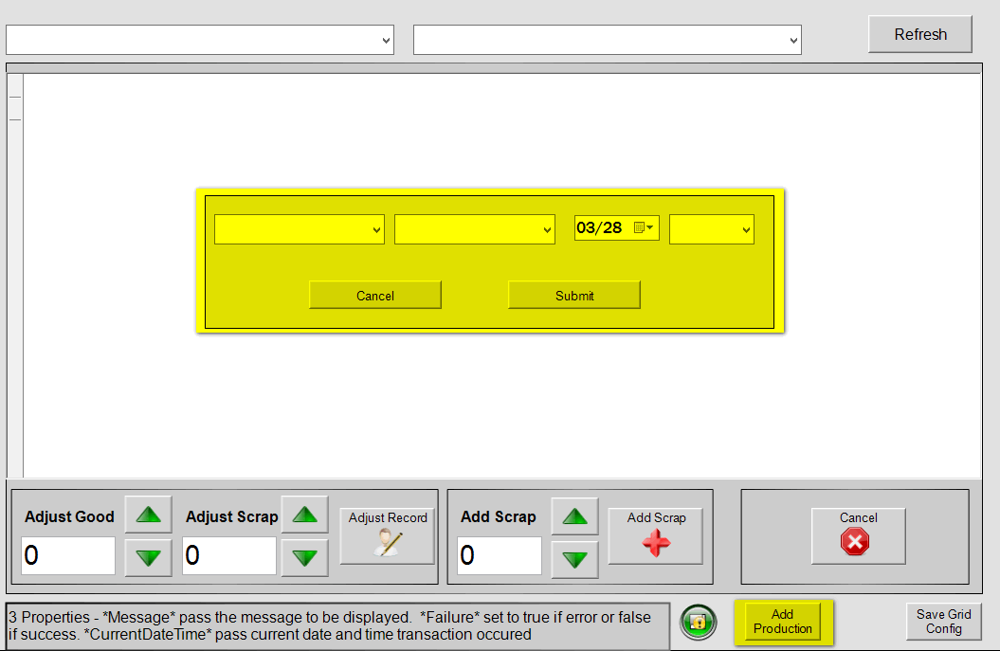 Refresh
03/28
Cancel
Submit
Adjust Good
Adjust Scrap
Adjust Record
Add Scrap
Add Scrap
Cancel
0
0
0
3 Properties - *Message* pass the message to be displayed.  *Failure* set to true if error or false
if success. *CurrentDateTime* pass current date and time transaction occured
Add
Production
Save Grid
Config